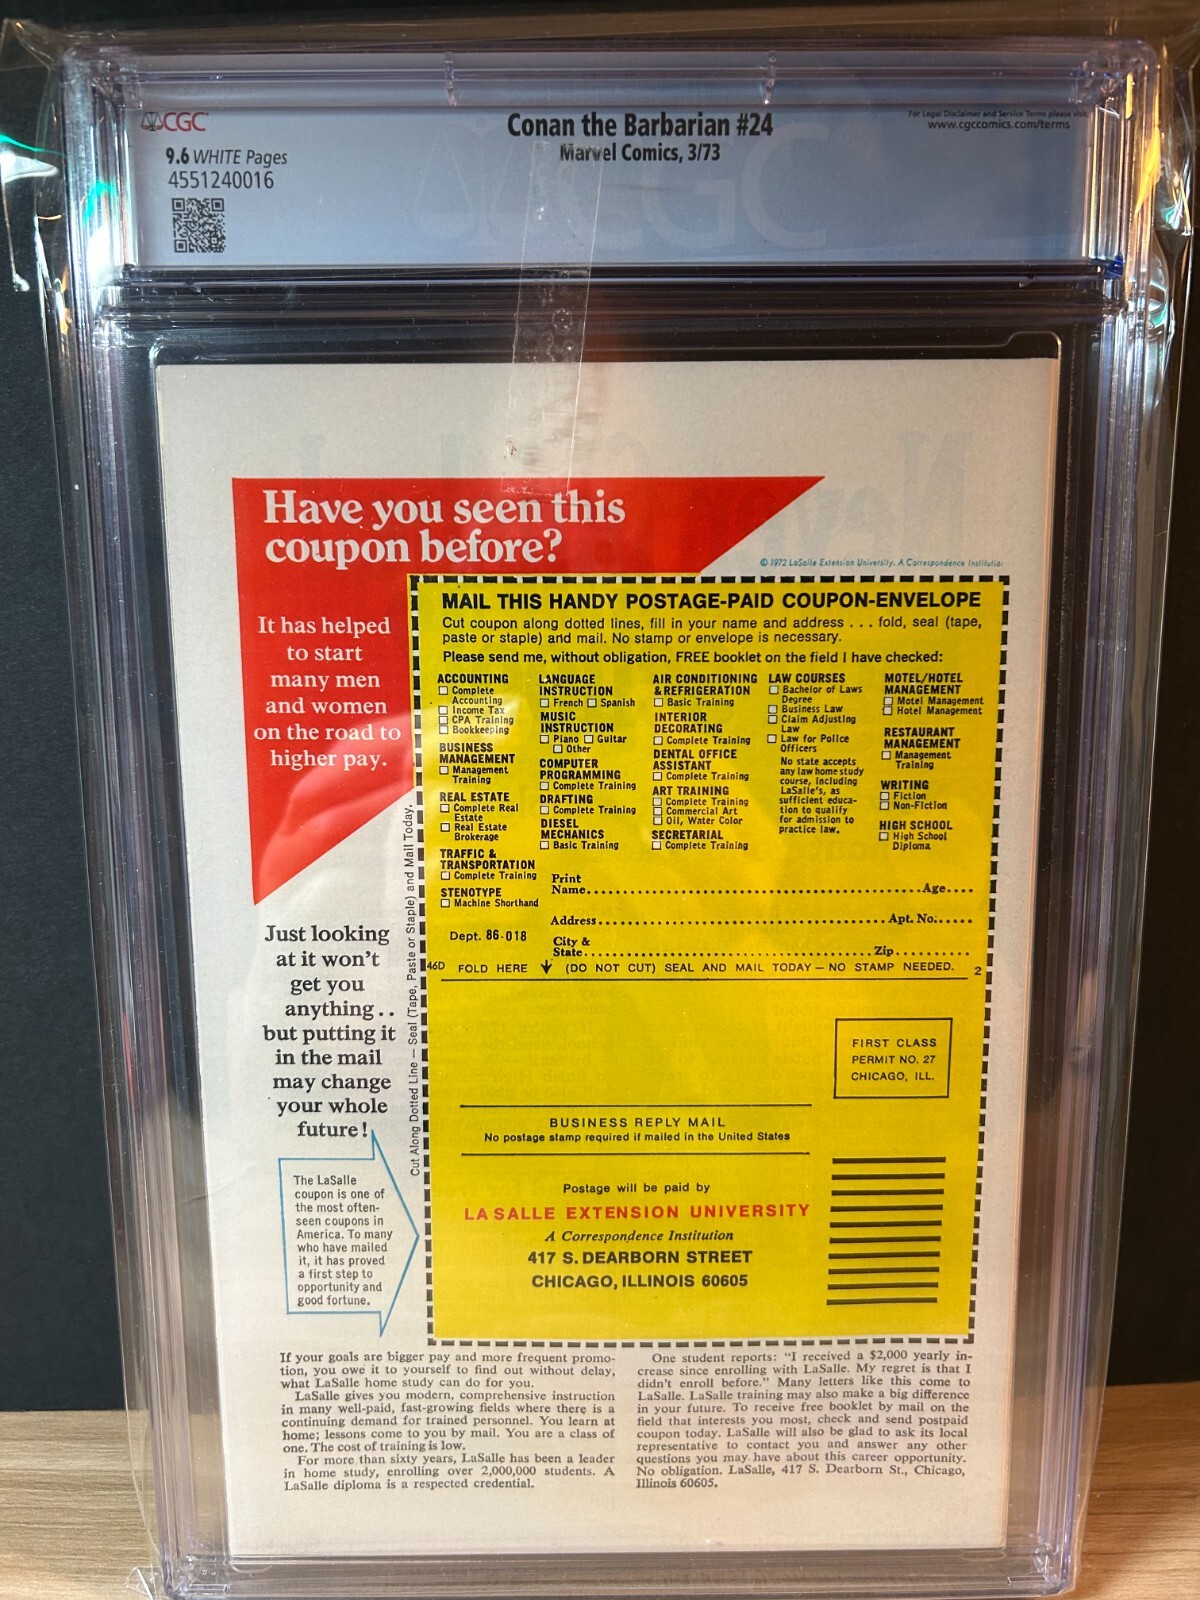 CGC
9.6 WHITE Pages
4551240016
Conan the Barbarian #24
Marvel Comics, 3/73
For Legal Disclaimer and Service Terms please visit
www.cgccomics.com/terms
Have you seen this
coupon before?
© 1972 LaSalle Extension University. A Correspondence Institution
It has helped
to start
many men
and women
on the road to
higher pay.
Just looking
at it won't
get you
anything..
but putting it
in the mail
may change
your whole
future!
The LaSalle
coupon is one of
the most often-
seen coupons in
America. To many
who have mailed
it, it has proved
a first step to
opportunity and
good fortune.
Cut Along Dotted Line — Seal (Tape, Paste or Staple) and Mail Today.
MAIL THIS HANDY POSTAGE-PAID COUPON-ENVELOPE
Cut coupon along dotted lines, fill in your name and address . . . fold, seal (tape,
paste or staple) and mail. No stamp or envelope is necessary.
Please send me, without obligation, FREE booklet on the field I have checked:
ACCOUNTING
☐ Complete
Accounting
☐ Income Tax
☐ CPA Training
☐ Bookkeeping
BUSINESS
MANAGEMENT
☐ Management
Training
REAL ESTATE
☐ Complete Real
Estate
☐ Real Estate
Brokerage
TRAFFIC &
TRANSPORTATION
☐ Complete Training
STENOTYPE
☐ Machine Shorthand
LANGUAGE
INSTRUCTION
☐ French ☐ Spanish
MUSIC
INSTRUCTION
☐ Piano ☐ Guitar
☐ Other
COMPUTER
PROGRAMMING
☐ Complete Training
DRAFTING
☐ Complete Training
DIESEL
MECHANICS
☐ Basic Training
AIR CONDITIONING
& REFRIGERATION
☐ Basic Training
INTERIOR
DECORATING
☐ Complete Training
DENTAL OFFICE
ASSISTANT
☐ Complete Training
ART TRAINING
☐ Complete Training
☐ Commercial Art
☐ Oil, Water Color
SECRETARIAL
☐ Complete Training
LAW COURSES
☐ Bachelor of Laws
Degree
☐ Business Law
☐ Claim Adjusting
Law
☐ Law for Police
Officers
No state accepts
any law home study
course, including
LaSalle's, as
sufficient educa-
tion to qualify
for admission to
practice law.
MOTEL/HOTEL
MANAGEMENT
☐ Motel Management
☐ Hotel Management
RESTAURANT
MANAGEMENT
☐ Management
Training
WRITING
☐ Fiction
☐ Non-Fiction
HIGH SCHOOL
☐ High School
Diploma
Print
Name Age
Address Apt. No.
Dept. 86-018
City &
State Zip
46D FOLD HERE ↓ (DO NOT CUT) SEAL AND MAIL TODAY — NO STAMP NEEDED. 2
FIRST CLASS
PERMIT NO. 27
CHICAGO, ILL.
BUSINESS REPLY MAIL
No postage stamp required if mailed in the United States
Postage will be paid by
LA SALLE EXTENSION UNIVERSITY
A Correspondence Institution
417 S. DEARBORN STREET
CHICAGO, ILLINOIS 60605
If your goals are bigger pay and more frequent promo-
tion, you owe it to yourself to find out without delay,
what LaSalle home study can do for you.
LaSalle gives you modern, comprehensive instruction
in many well-paid, fast-growing fields where there is a
continuing demand for trained personnel. You learn at
home; lessons come to you by mail. You are a class of
one. The cost of training is low.
For more than sixty years, LaSalle has been a leader
in home study, enrolling over 2,000,000 students. A
LaSalle diploma is a respected credential.
One student reports: "I received a $2,000 yearly in-
crease since enrolling with LaSalle. My regret is that I
didn't enroll before." Many letters like this come to
LaSalle. LaSalle training may also make a big difference
in your future. To receive free booklet by mail on the
field that interests you most, check and send postpaid
coupon today. LaSalle will also be glad to ask its local
representative to contact you and answer any other
questions you may have about this career opportunity.
No obligation. LaSalle, 417 S. Dearborn St., Chicago,
Illinois 60605.